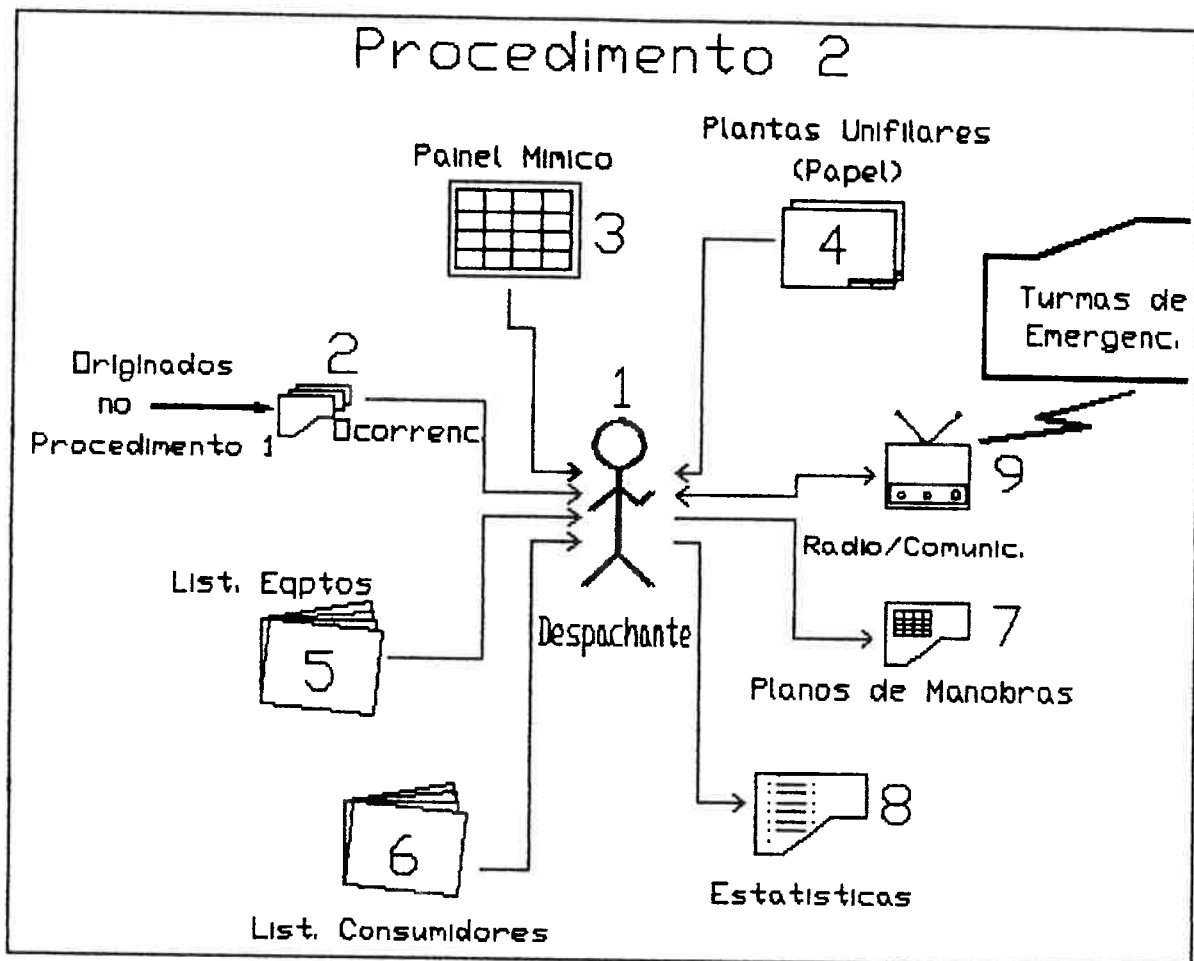 Procedimento 2
Plantas Unifilares
(Papel)
Painel Mimico
3
4
Turmas de
Emergenc.
2
Originados
no
Procedimento 1
Ocorrenc
1
9
Radio/Comunic.
List. Eqptos
5
Despachante
7
Planos de Manobras
6
8
Estatisticas
List. Consumidores